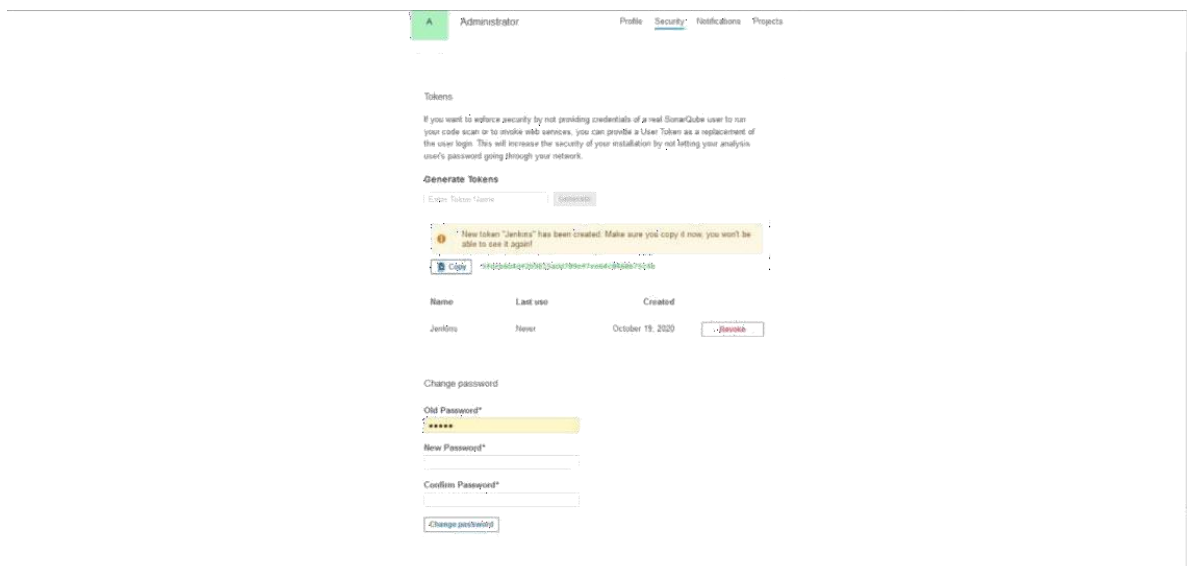 A Administrator Profile Security Notifications Projects
Tokens
If you want to enforce security by not providing credentials of a real SonarQube user to run
your code scan or to invoke web services, you can provide a User Token as a replacement of
the user login. This will increase the security of your installation by not letting your analysis
user's password going through your network.
Generate Tokens
Enter Token Name Generate
New token "Jenkins" has been created. Make sure you copy it now, you won't be
able to see it again!
Copy
Name Last use Created
Jenkins Never October 19, 2020 Revoke
Change password
Old Password*
New Password*
Confirm Password*
Change password